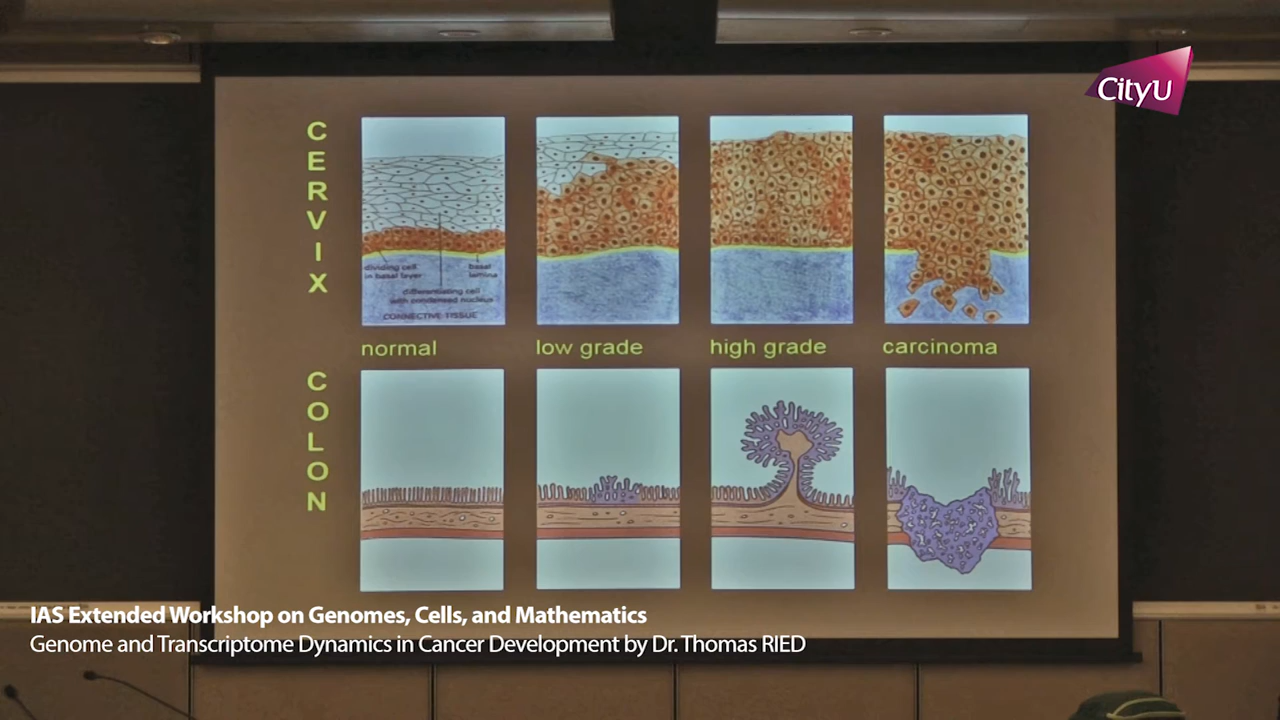 CityU
CERVIX
dividing cell
in basal layer
basal
lamina
differentiating cell
with condensed nucleus
CONNECTIVE TISSUE
normal
low grade
high grade
carcinoma
COLON
IAS Extended Workshop on Genomes, Cells, and Mathematics
Genome and Transcriptome Dynamics in Cancer Development by Dr. Thomas RIED